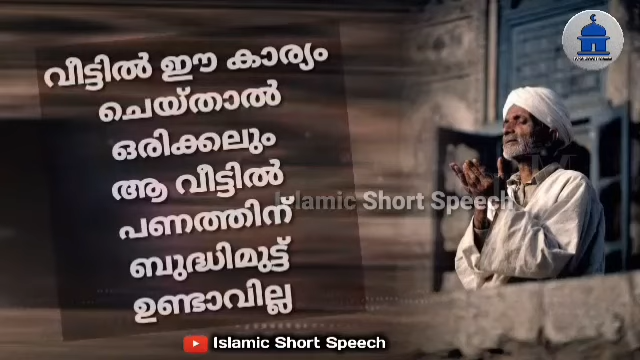 വീട്ടിൽ ഈ കാര്യം
ചെയ്താൽ
ഒരിക്കലും
ആ വീട്ടിൽ
പണത്തിന്
ബുദ്ധിമുട്ട്
ഉണ്ടാവില്ല
Islamic Short Speech
Islamic Short Speech